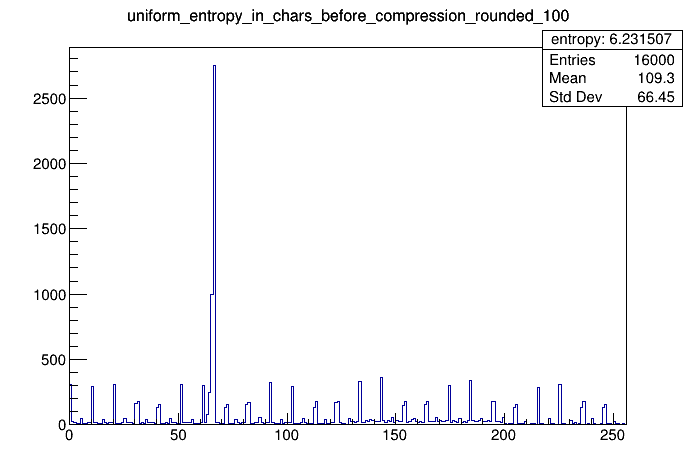 uniform_entropy_in_chars_before_compression_rounded_100
entropy: 6.231507
Entries 16000
Mean 109.3
Std Dev 66.45
2500
2000
1500
1000
500
0
0 50 100 150 200 250